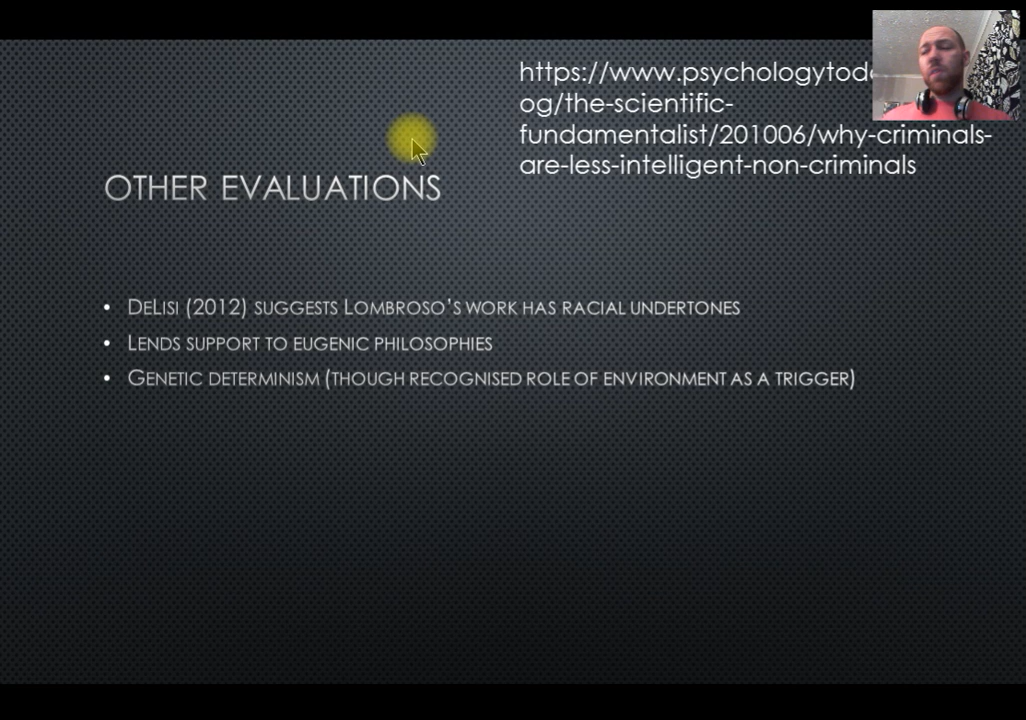 https://www.psychologytod
og/the-scientific-
fundamentalist/201006/why-criminals-
are-less-intelligent-non-criminals
OTHER EVALUATIONS
• DELISI (2012) SUGGESTS LOMBROSO'S WORK HAS RACIAL UNDERTONES
• LENDS SUPPORT TO EUGENIC PHILOSOPHIES
• GENETIC DETERMINISM (THOUGH RECOGNISED ROLE OF ENVIRONMENT AS A TRIGGER)